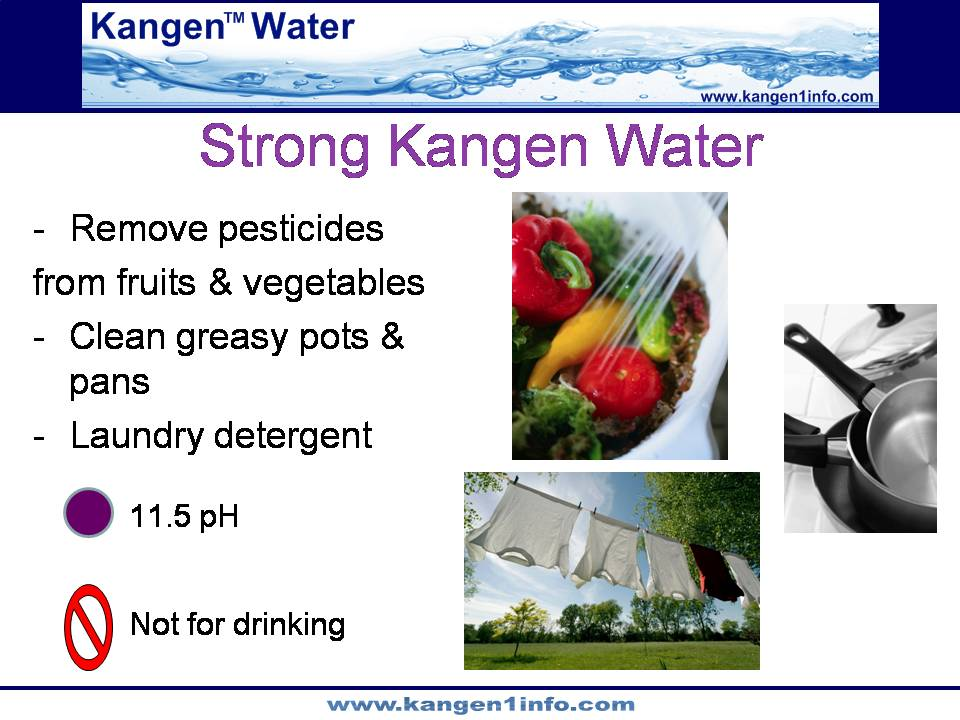 Kangen™ Water
www.kangen1info.com
Strong Kangen Water
- Remove pesticides
from fruits & vegetables
- Clean greasy pots &
pans
- Laundry detergent
11.5 pH
Not for drinking
www.kangen1info.com